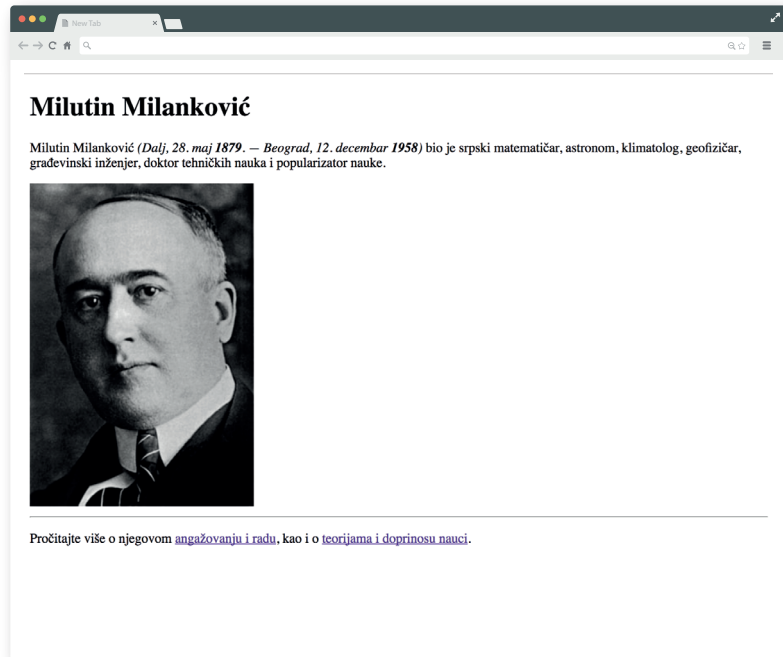 New Tab
Milutin Milanković
Milutin Milanković (Dalj, 28. maj 1879. — Beograd, 12. decembar 1958) bio je srpski matematičar, astronom, klimatolog, geofizičar,
građevinski inženjer, doktor tehničkih nauka i popularizator nauke.
Pročitajte više o njegovom angažovanju i radu, kao i o teorijama i doprinosu nauci.